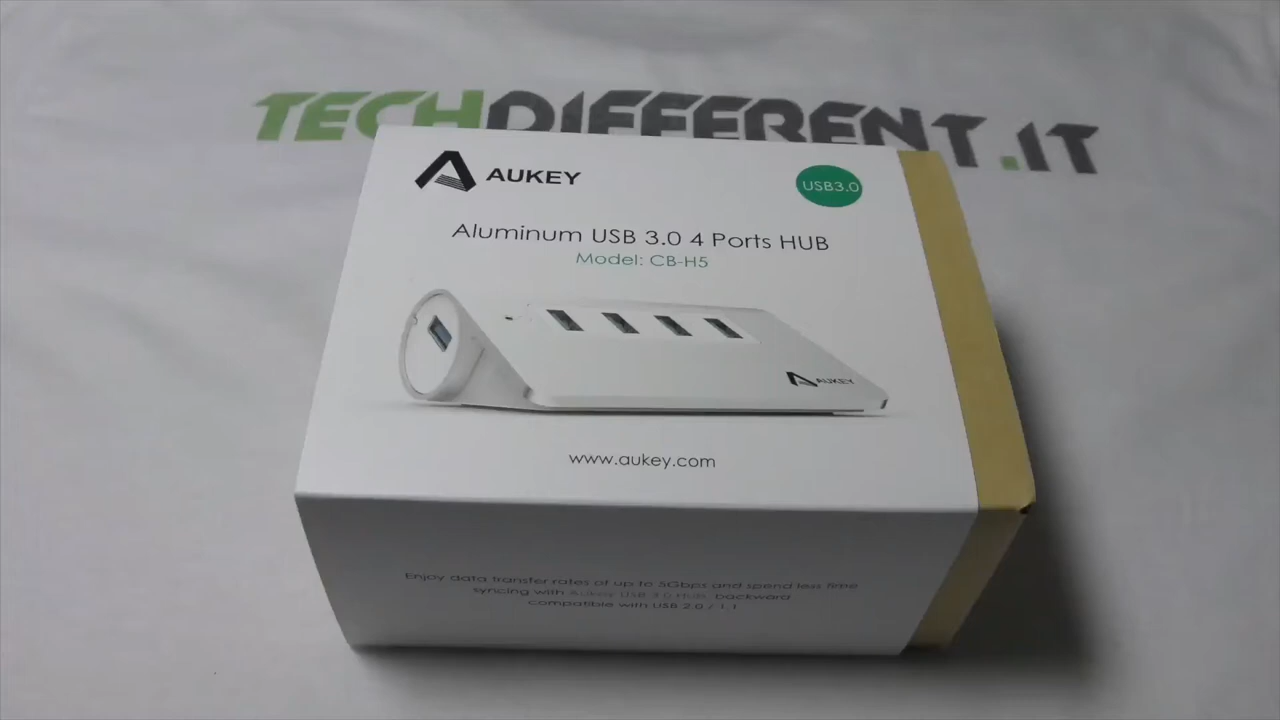 TECHDIFFERENT.IT
AUKEY
USB3.0
Aluminum USB 3.0 4 Ports HUB
Model: CB-H5
AUKEY
www.aukey.com
Enjoy data transfer rates of up to 5Gbps and spend less time
syncing with Aukey USB 3.0 Hub, backward
compatible with USB 2.0 / 1.1